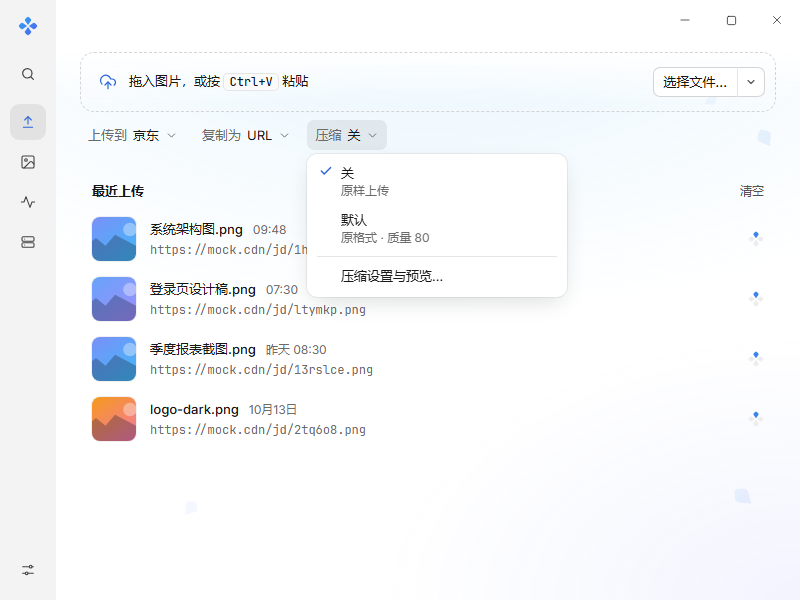 拖入图片，或按 Ctrl+V 粘贴
选择文件...
上传到 京东
复制为 URL
压缩 关
关
原样上传
默认
原格式 · 质量 80
压缩设置与预览...
最近上传
清空
系统架构图.png 09:48
https://mock.cdn/jd/1h
登录页设计稿.png 07:30
https://mock.cdn/jd/ltymkp.png
季度报表截图.png 昨天 08:30
https://mock.cdn/jd/13rslce.png
logo-dark.png 10月13日
https://mock.cdn/jd/2tq6o8.png